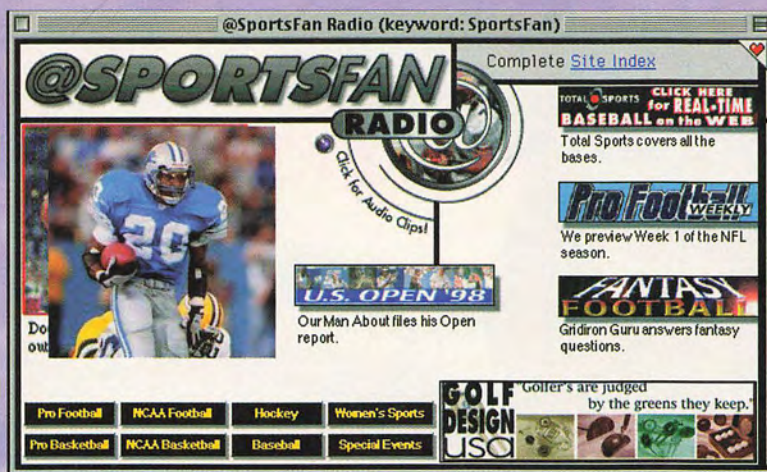 @SportsFan Radio (keyword: SportsFan)
@SPORTSFAN
RADIO
Click for Audio Clips!
Complete Site Index
TOTAL SPORTS
CLICK HERE
for REAL-TIME
BASEBALL on the WEB
Total Sports covers all the
bases.
Pro Football
WEEKLY
We preview Week 1 of the NFL
season.
FANTASY
FOOTBALL
Gridiron Guru answers fantasy
questions.
20
U.S. OPEN '98
Our Man About files his Open
report.
Pro Football
NCAA Football
Hockey
Women's Sports
Pro Basketball
NCAA Basketball
Baseball
Special Events
GOLF
DESIGN
USA
"Golfer's are judged
by the greens they keep."